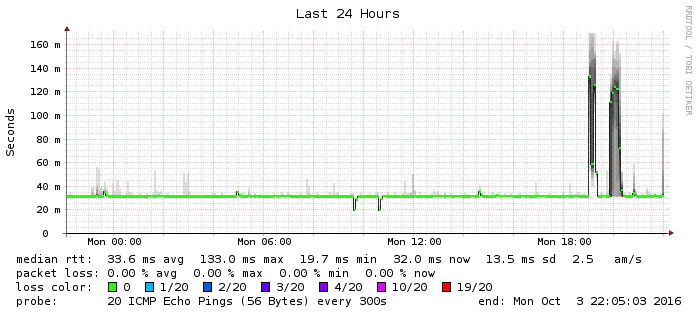 Last 24 Hours
RRDTOOL / TOBI OETIKER
Seconds
160 m
140 m
120 m
100 m
80 m
60 m
40 m
20 m
0
Mon 00:00 Mon 06:00 Mon 12:00 Mon 18:00
median rtt: 33.6 ms avg 133.0 ms max 19.7 ms min 32.0 ms now 13.5 ms sd 2.5 am/s
packet loss: 0.00 % avg 0.00 % max 0.00 % min 0.00 % now
loss color: 0 1/20 2/20 3/20 4/20 10/20 19/20
probe: 20 ICMP Echo Pings (56 Bytes) every 300s end: Mon Oct 3 22:05:03 2016